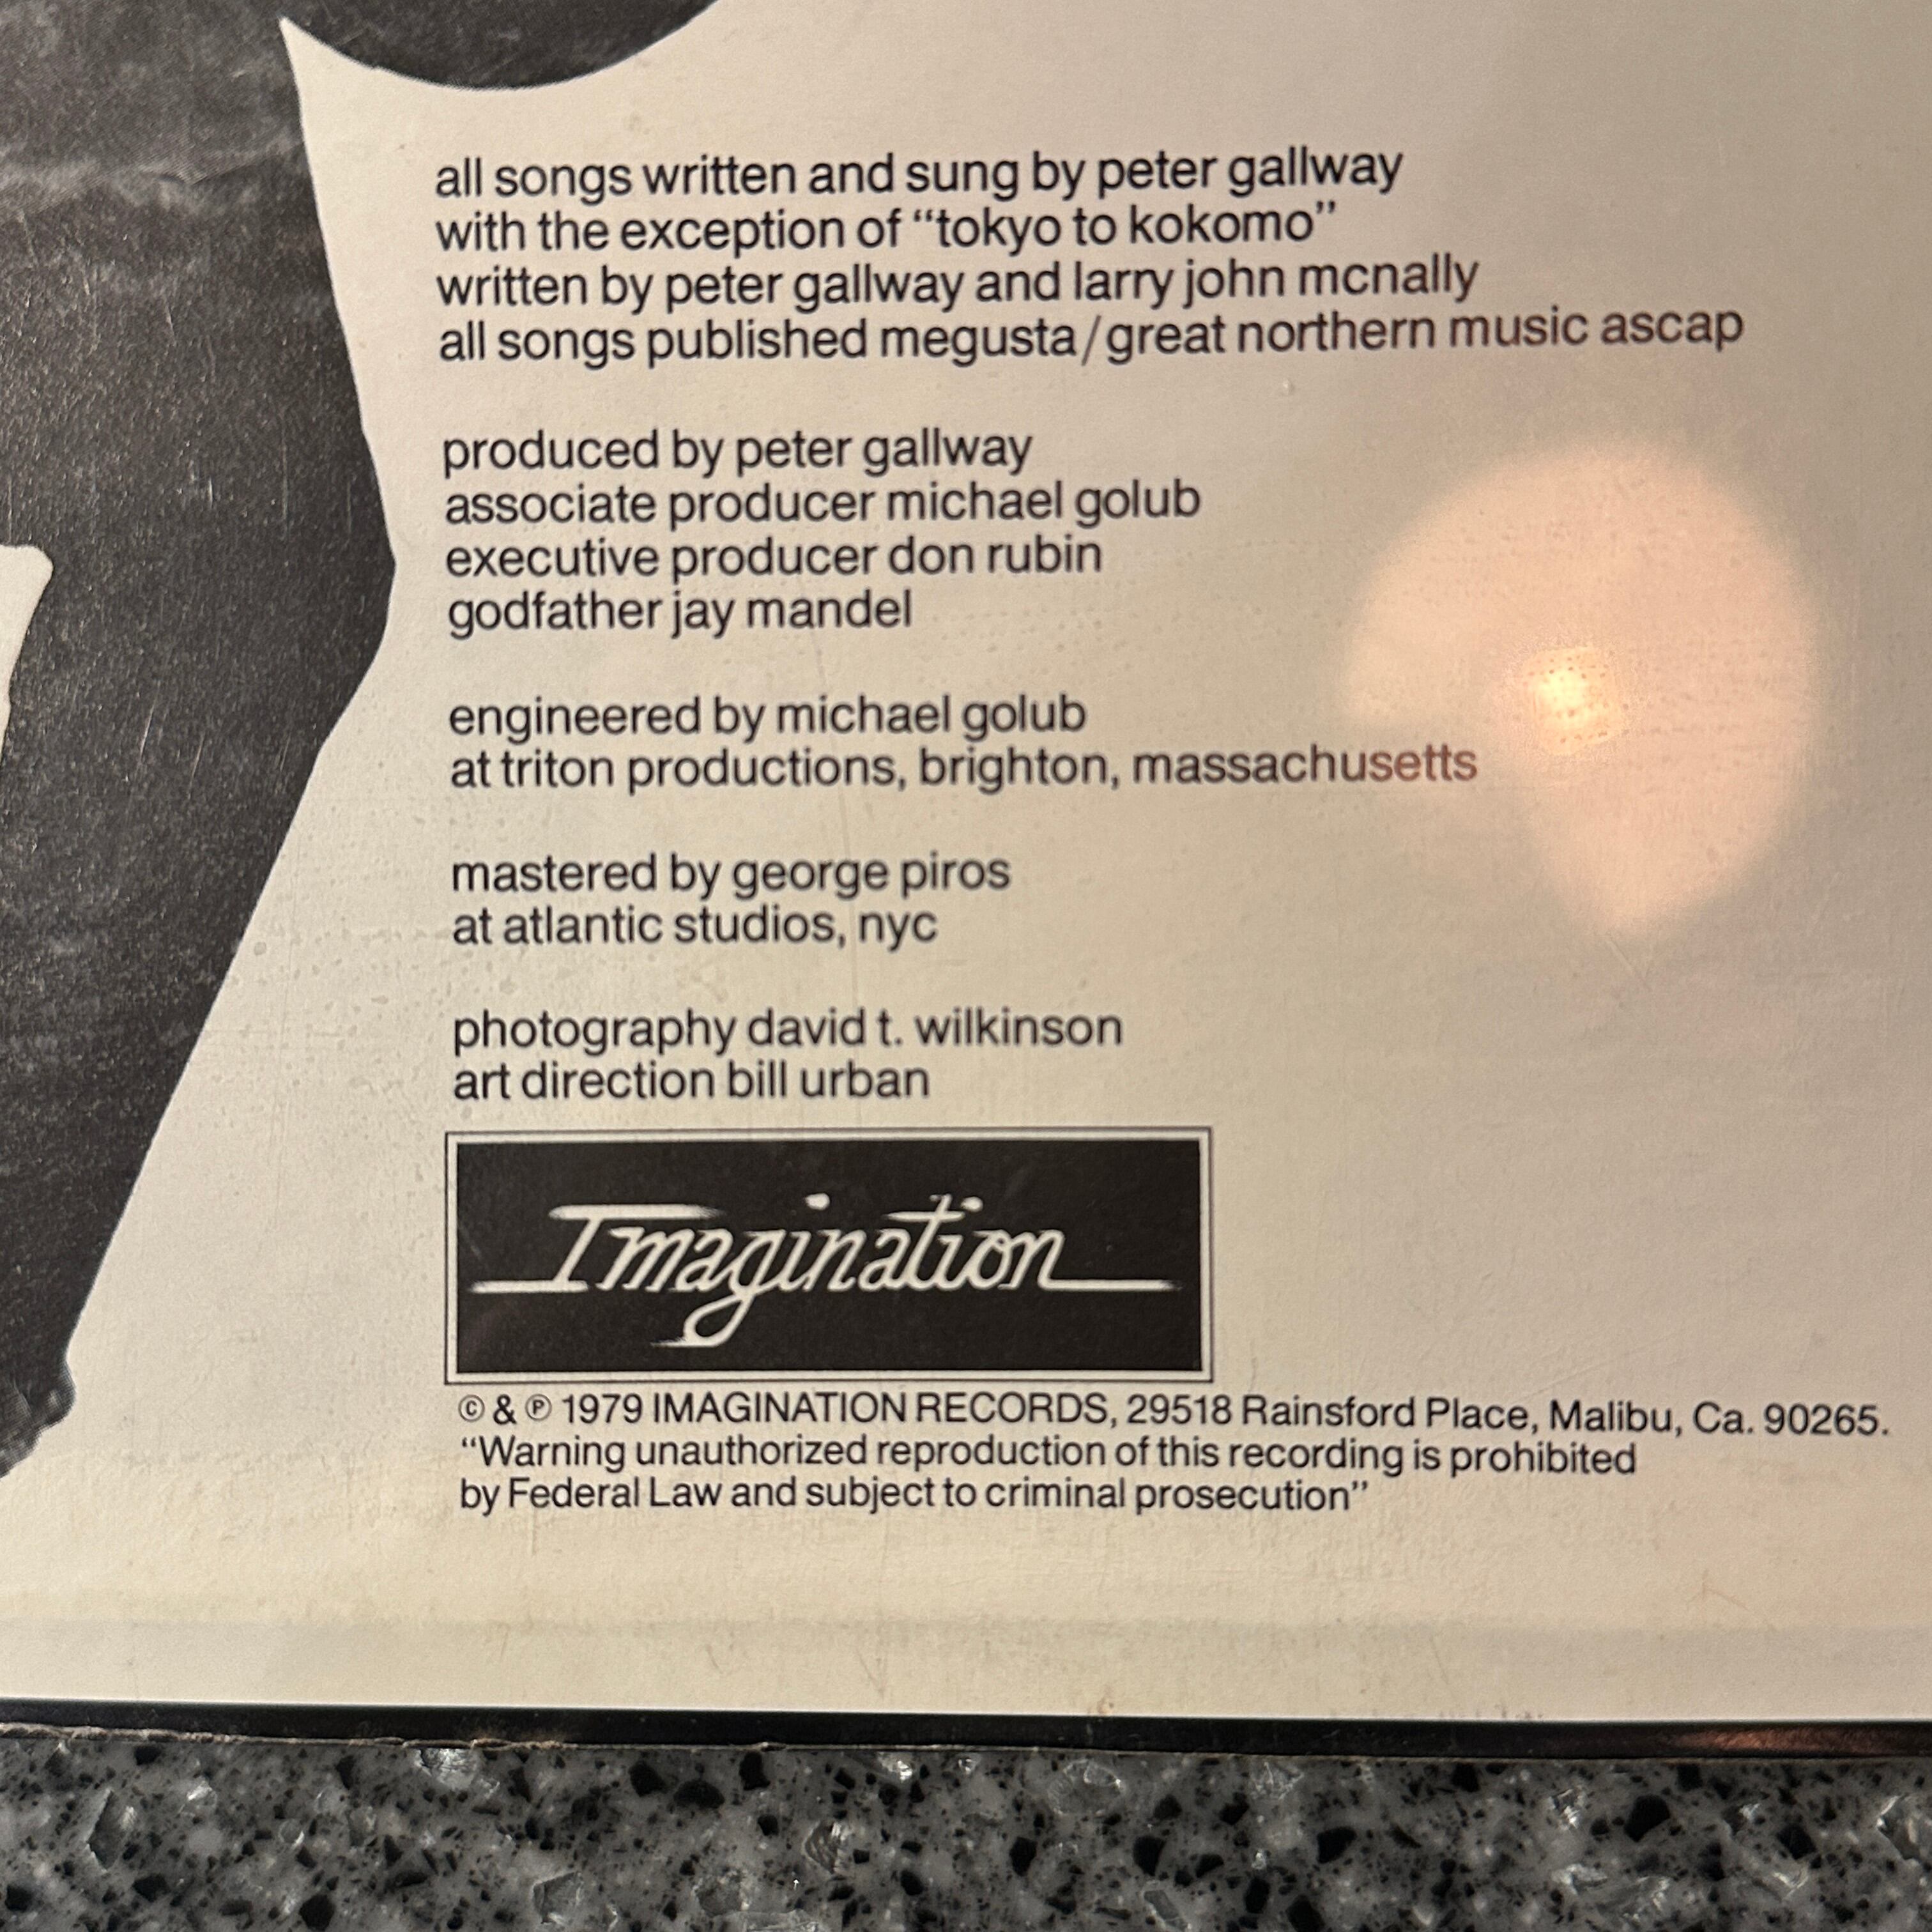 all songs written and sung by peter gallway
with the exception of “tokyo to kokomo”
written by peter gallway and larry john mcnally
all songs published megusta/great northern music ascap
produced by peter gallway
associate producer michael golub
executive producer don rubin
godfather jay mandel
engineered by michael golub
at triton productions, brighton, massachusetts
mastered by george piros
at atlantic studios, nyc
photography david t. wilkinson
art direction bill urban
Imagination
© & ℗ 1979 IMAGINATION RECORDS, 29518 Rainsford Place, Malibu, Ca. 90265.
“Warning unauthorized reproduction of this recording is prohibited
by Federal Law and subject to criminal prosecution”